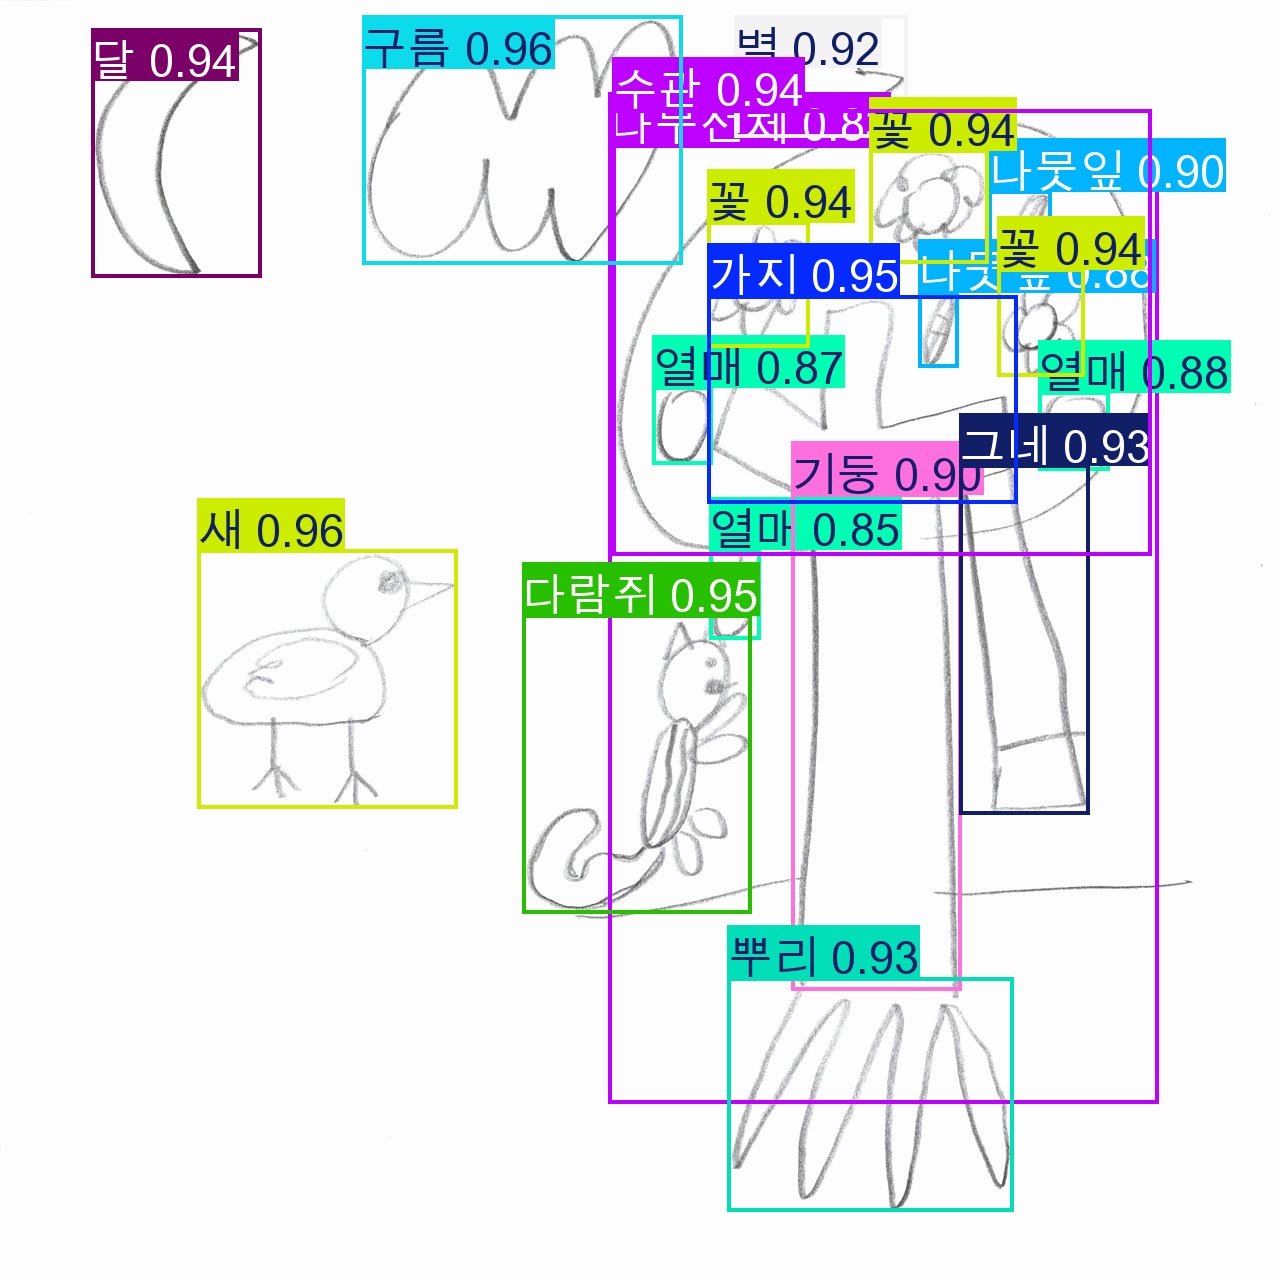 달 0.94
구름 0.96
별 0.92
수관 0.94
나무전체 0.8
꽃 0.94
나뭇잎 0.90
꽃 0.94
꽃 0.94
가지 0.95
나뭇잎 0.88
열매 0.87
열매 0.88
그네 0.93
기둥 0.90
새 0.96
열매 0.85
다람쥐 0.95
뿌리 0.93